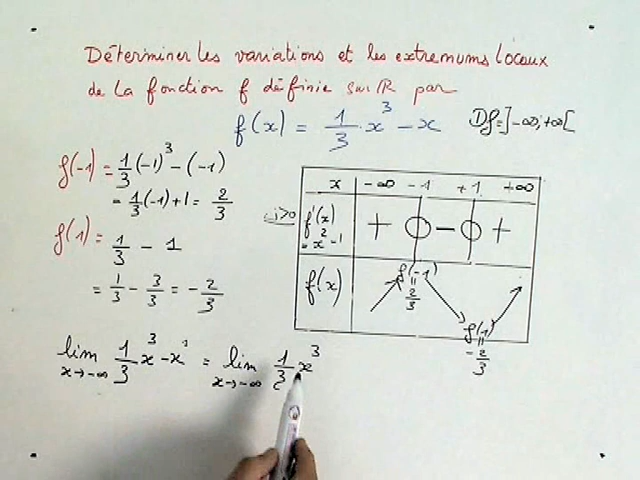 Déterminer les variations et les extremums locaux
de la fonction f définie sur ℝ par
f(x) = 1/3 x³ - x   Df = ]-∞; +∞[
f(-1) = 1/3 (-1)³ - (-1)
= 1/3 (-1) + 1 = 2/3
f(1) = 1/3 - 1
= 1/3 - 3/3 = - 2/3
x   -∞   -1   +1   +∞
f'(x) = x² - 1   +   0   -   0   +
f(x)   f(-1) = 2/3   f(1) = - 2/3
lim x→-∞ 1/3 x³ - x = lim x→-∞ 1/3 x³